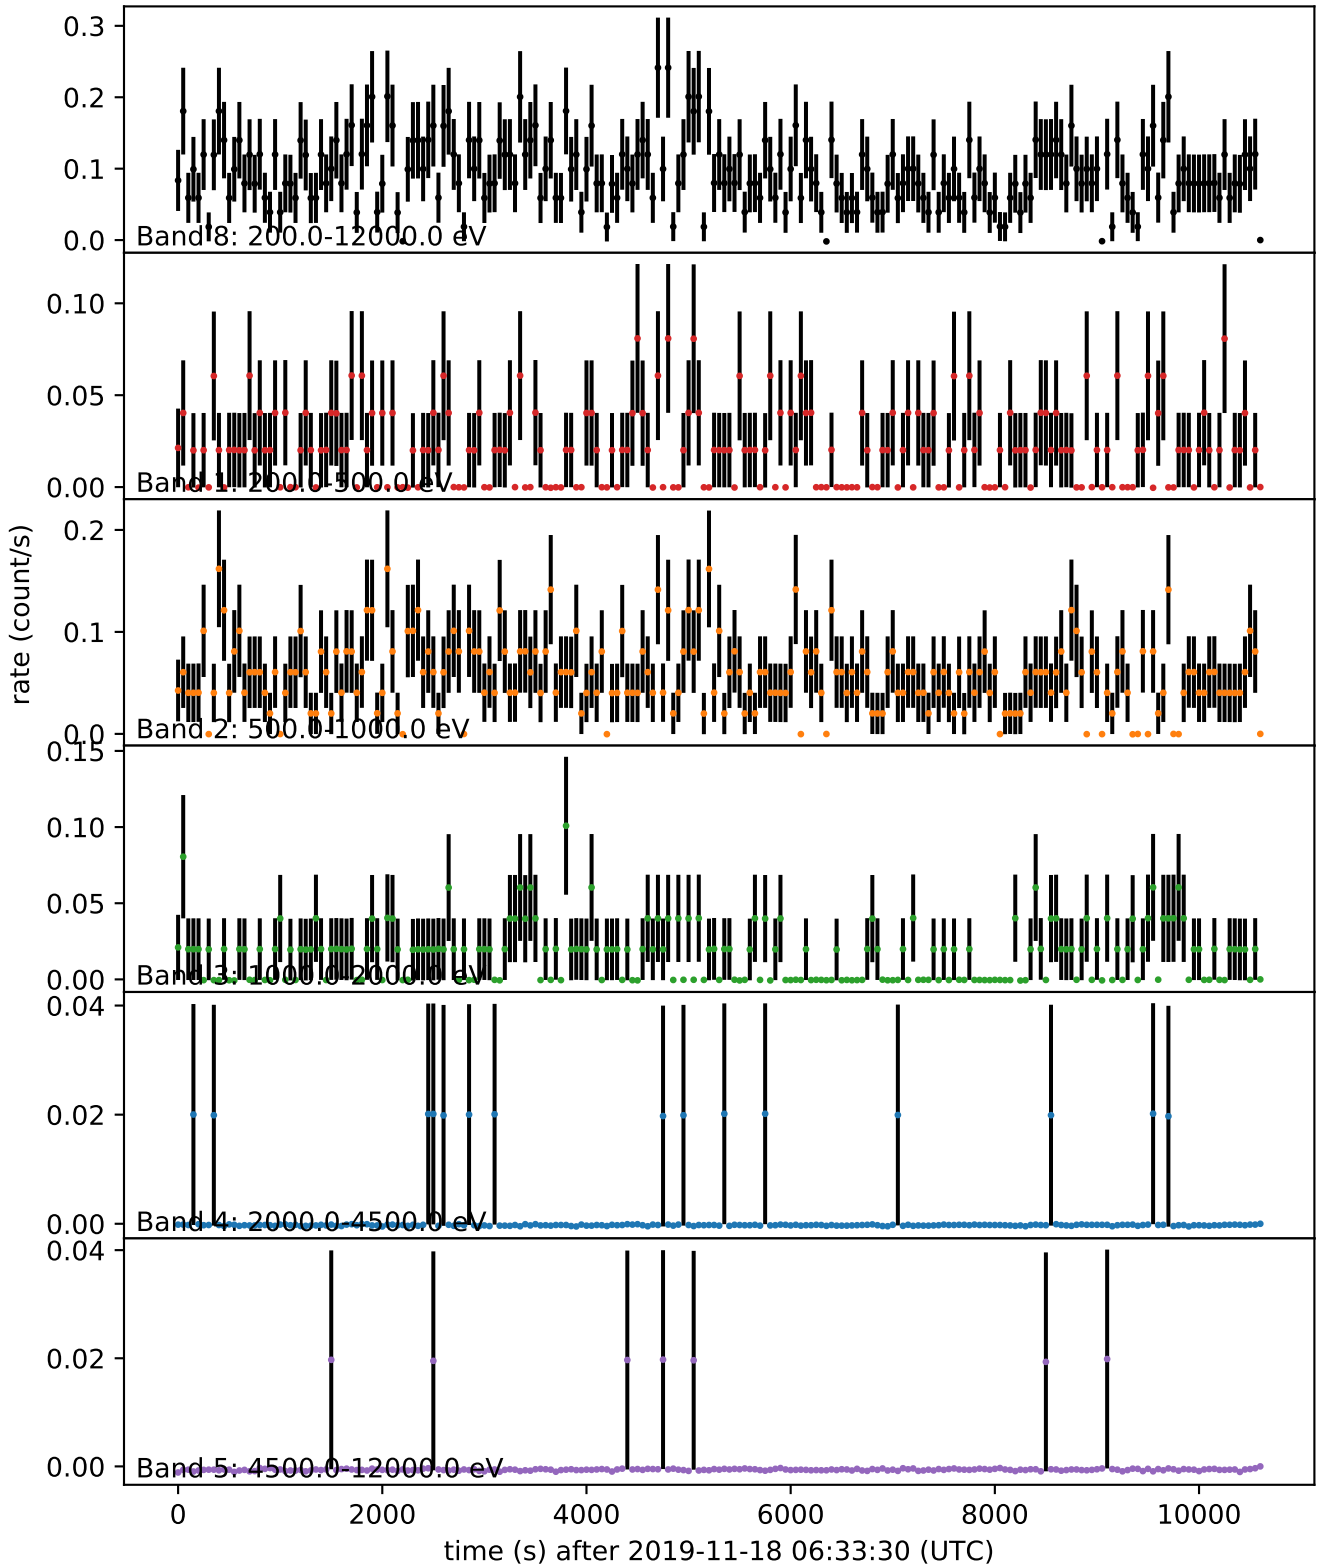 0.3
0.2
0.1
0.0
Band 8: 200.0-12000.0 eV
0.10
0.05
0.00
Band 1: 200.0-500.0 eV
rate (count/s)
0.2
0.1
0.0
Band 2: 500.0-1000.0 eV
0.15
0.10
0.05
0.00
Band 3: 1000.0-2000.0 eV
0.04
0.02
0.00
Band 4: 2000.0-4500.0 eV
0.04
0.02
0.00
Band 5: 4500.0-12000.0 eV
0 2000 4000 6000 8000 10000
time (s) after 2019-11-18 06:33:30 (UTC)